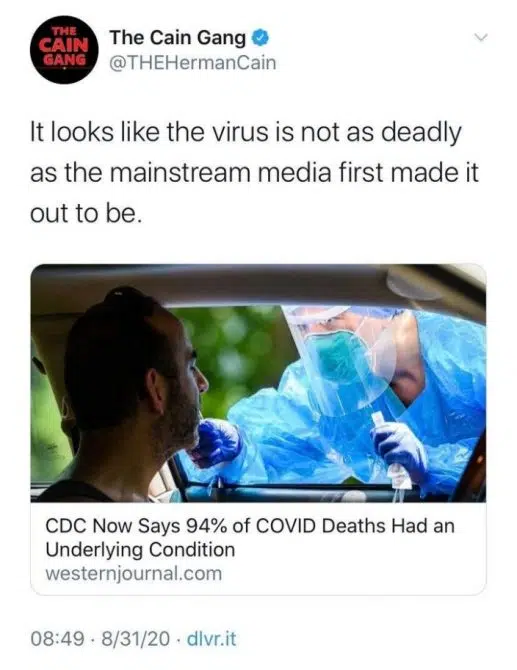 THE
CAIN
GANG
The Cain Gang
@THEHermanCain
It looks like the virus is not as deadly
as the mainstream media first made it
out to be.
CDC Now Says 94% of COVID Deaths Had an
Underlying Condition
westernjournal.com
08:49 · 8/31/20 · dlvr.it